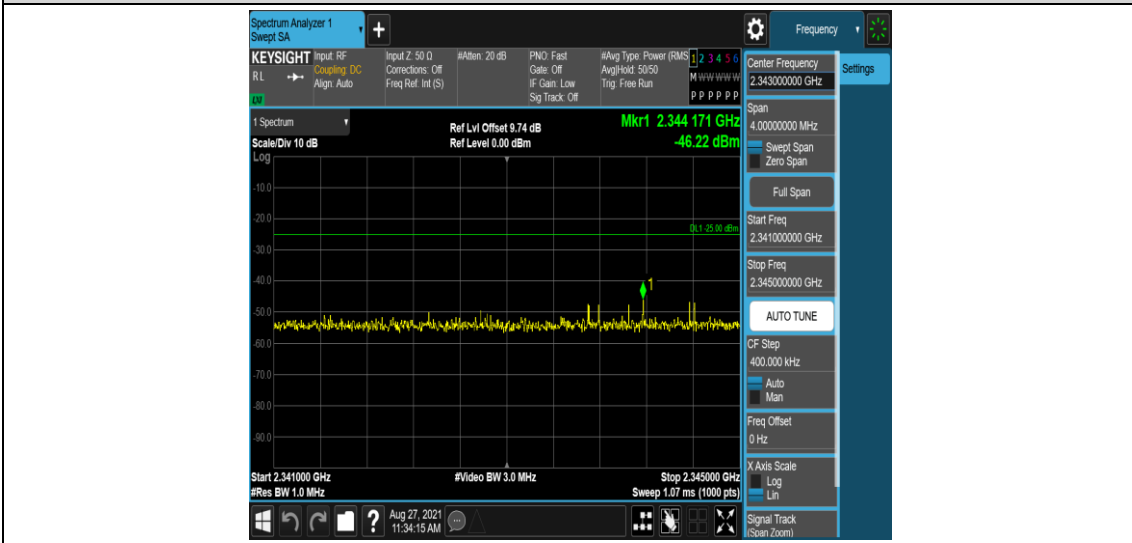 Spectrum Analyzer 1
Swept SA
+
Frequency
KEYSIGHT
R L
LXI
Input: RF
Coupling: DC
Align: Auto
Input Z: 50 Ω
Corrections: Off
Freq Ref: Int (S)
#Atten: 20 dB
PNO: Fast
Gate: Off
IF Gain: Low
Sig Track: Off
#Avg Type: Power (RMS
Avg|Hold: 50/50
Trig: Free Run
1 2 3 4 5 6
M W W W W W
P P P P P P
Center Frequency
2.343000000 GHz
Settings
Span
4.00000000 MHz
Swept Span
Zero Span
Full Span
Start Freq
2.341000000 GHz
Stop Freq
2.345000000 GHz
AUTO TUNE
CF Step
400.000 kHz
Auto
Man
Freq Offset
0 Hz
X Axis Scale
Log
Lin
Signal Track
(Span Zoom)
1 Spectrum
Scale/Div 10 dB
Ref Lvl Offset 9.74 dB
Ref Level 0.00 dBm
Mkr1 2.344 171 GHz
-46.22 dBm
Log
-10.0
-20.0
DL1 -25.00 dBm
-30.0
-40.0
1
-50.0
-60.0
-70.0
-80.0
-90.0
Start 2.341000 GHz
#Video BW 3.0 MHz
Stop 2.345000 GHz
#Res BW 1.0 MHz
Sweep 1.07 ms (1000 pts)
?
Aug 27, 2021
11:34:15 AM